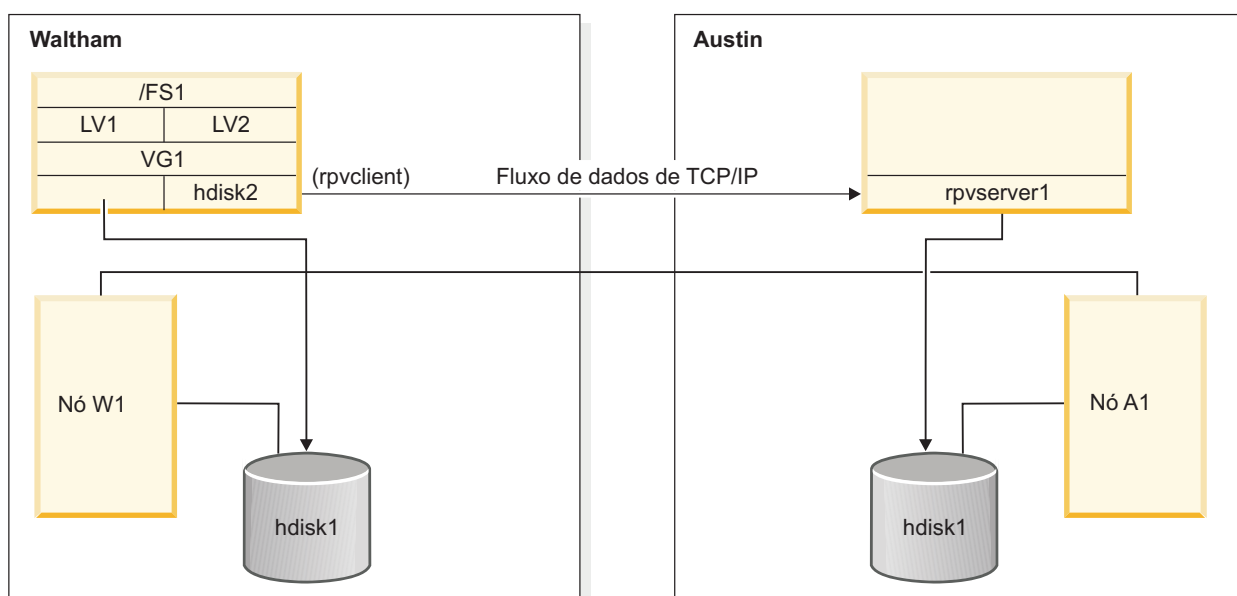 Waltham
/FS1
LV1 LV2
VG1
hdisk2
(rpvclient)
Fluxo de dados de TCP/IP
Nó W1
hdisk1
Austin
rpvserver1
Nó A1
hdisk1